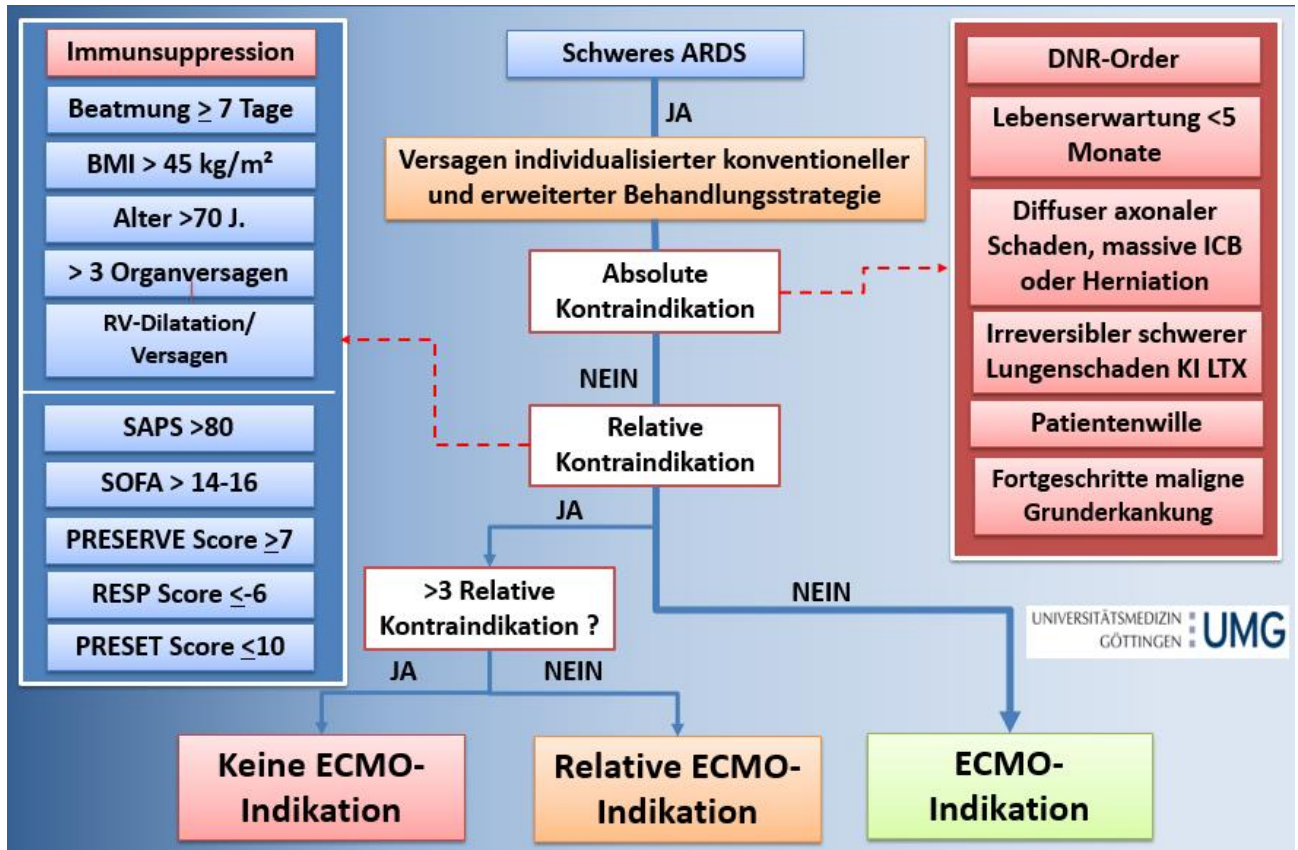 Immunsuppression
Beatmung ≥ 7 Tage
BMI > 45 kg/m²
Alter >70 J.
> 3 Organversagen
RV-Dilatation/
Versagen
SAPS >80
SOFA > 14-16
PRESERVE Score ≥7
RESP Score ≤-6
PRESET Score ≤10
Schweres ARDS
JA
Versagen individualisierter konventioneller
und erweiterter Behandlungsstrategie
Absolute
Kontraindikation
NEIN
Relative
Kontraindikation
JA
>3 Relative
Kontraindikation ?
NEIN
JA
NEIN
Keine ECMO-
Indikation
Relative ECMO-
Indikation
ECMO-
Indikation
DNR-Order
Lebenserwartung <5
Monate
Diffuser axonaler
Schaden, massive ICB
oder Herniation
Irreversibler schwerer
Lungenschaden KI LTX
Patientenwille
Fortgeschritte maligne
Grunderkankung
UNIVERSITÄTSMEDIZIN
GÖTTINGEN
UMG